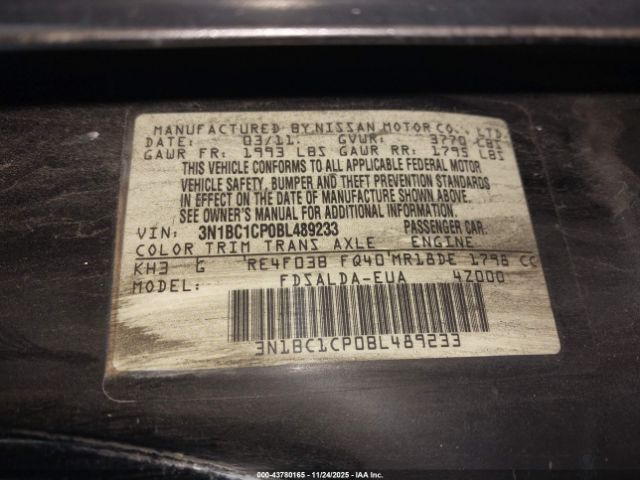 MANUFACTURED BY NISSAN MOTOR CO., LTD.
DATE: 03/11. GVWR: 3770 LBS
GAWR FR: 1993 LBS GAWR RR: 1795 LBS
THIS VEHICLE CONFORMS TO ALL APPLICABLE FEDERAL MOTOR
VEHICLE SAFETY, BUMPER AND THEFT PREVENTION STANDARDS
IN EFFECT ON THE DATE OF MANUFACTURE SHOWN ABOVE.
SEE OWNER'S MANUAL FOR ADDITIONAL INFORMATION.
VIN: 3N1BC1CP0BL489233 PASSENGER CAR.
COLOR TRIM TRANS AXLE ENGINE
KH3 G RE4F03B FQ40 MR18DE 1798 CC
MODEL: FDSALDA-EUA 4Z000
3N1BC1CP0BL489233
000-43780165 - 11/24/2025 - IAA Inc.